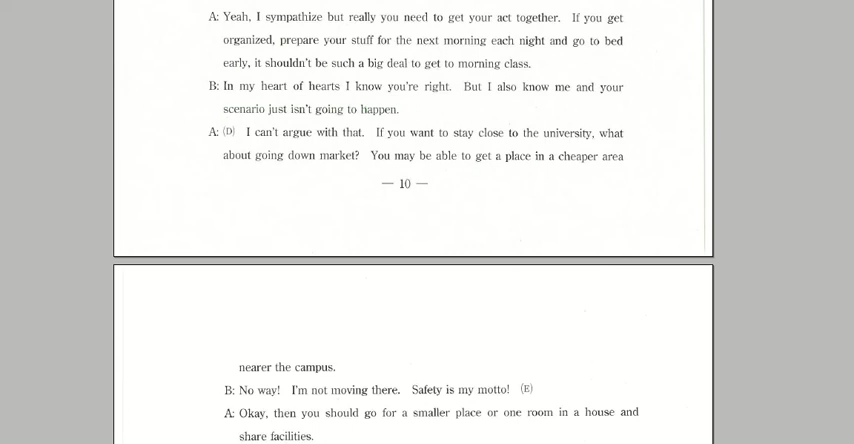 A: Yeah, I sympathize but really you need to get your act together. If you get
organized, prepare your stuff for the next morning each night and go to bed
early, it shouldn't be such a big deal to get to morning class.
B: In my heart of hearts I know you're right. But I also know me and your
scenario just isn't going to happen.
A: (D) I can't argue with that. If you want to stay close to the university, what
about going down market? You may be able to get a place in a cheaper area
— 10 —
nearer the campus.
B: No way! I'm not moving there. Safety is my motto! (E)
A: Okay, then you should go for a smaller place or one room in a house and
share facilities.